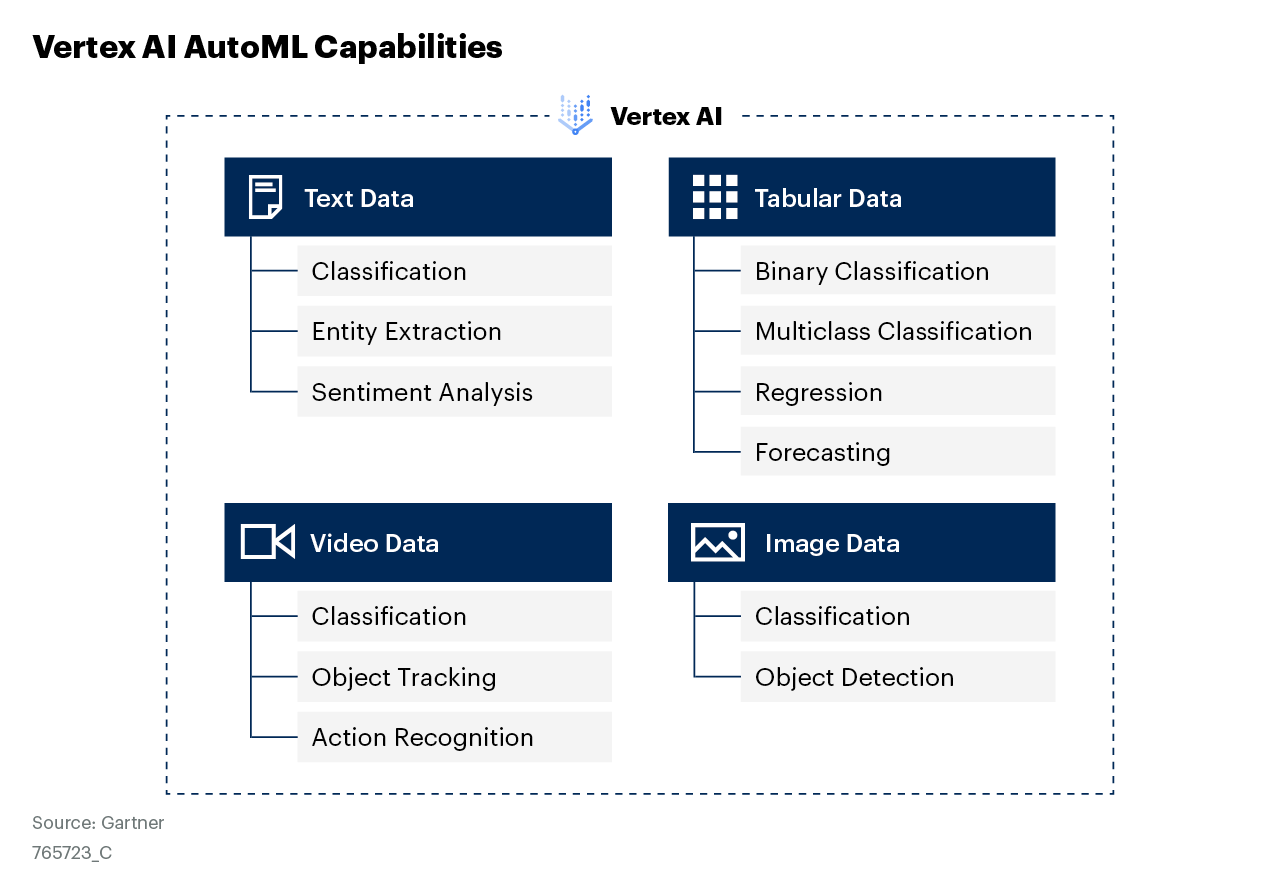 Vertex AI AutoML Capabilities
Vertex AI
Text Data
Classification
Entity Extraction
Sentiment Analysis
Tabular Data
Binary Classification
Multiclass Classification
Regression
Forecasting
Video Data
Classification
Object Tracking
Action Recognition
Image Data
Classification
Object Detection
Source: Gartner
765723_C